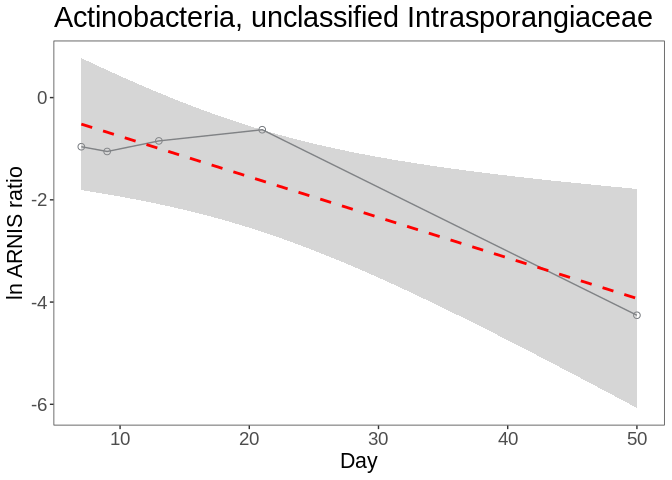 Actinobacteria, unclassified Intrasporangiaceae
0
-2
-4
-6
ln ARNIS ratio
10 20 30 40 50
Day